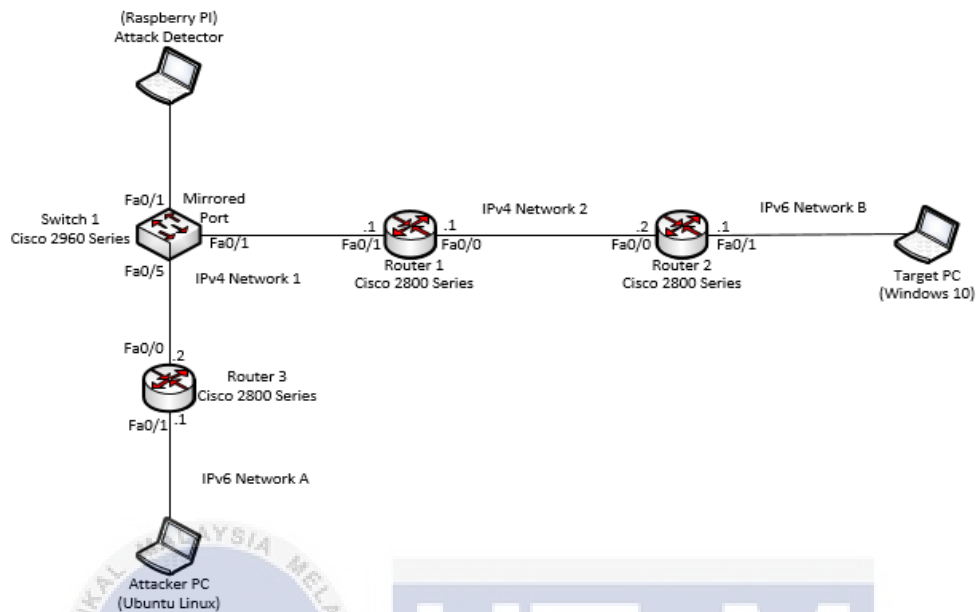 (Raspberry PI)
Attack Detector
Fa0/1
Mirrored
Port
Switch 1
Cisco 2960 Series
Fa0/1
Fa0/5
IPv4 Network 1
.1
Fa0/1
.1
Fa0/0
Router 1
Cisco 2800 Series
IPv4 Network 2
.2
Fa0/0
.1
Fa0/1
Router 2
Cisco 2800 Series
IPv6 Network B
Target PC
(Windows 10)
Fa0/0
.2
Router 3
Cisco 2800 Series
Fa0/1
.1
IPv6 Network A
Attacker PC
(Ubuntu Linux)